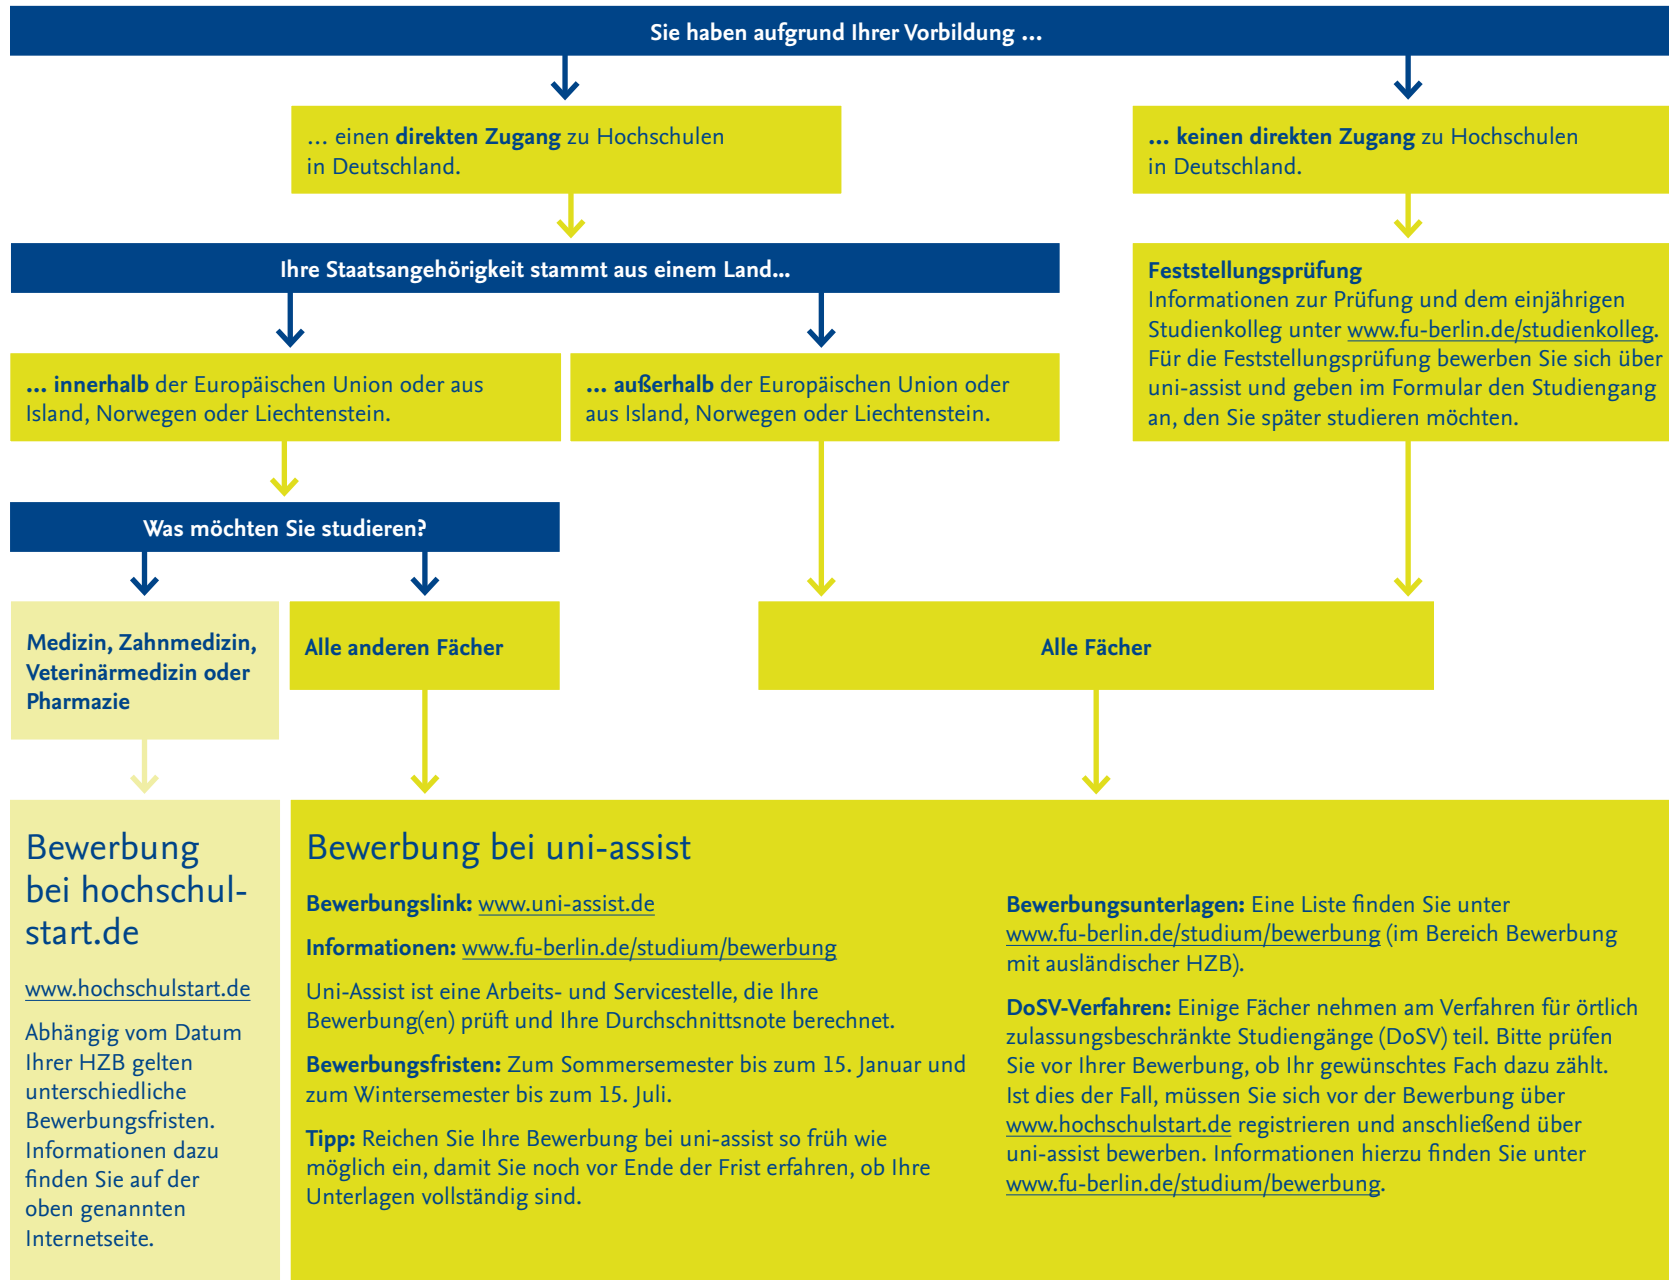 Sie haben aufgrund Ihrer Vorbildung …
… einen direkten Zugang zu Hochschulen
in Deutschland.
… keinen direkten Zugang zu Hochschulen
in Deutschland.
Ihre Staatsangehörigkeit stammt aus einem Land...
… innerhalb der Europäischen Union oder aus
Island, Norwegen oder Liechtenstein.
… außerhalb der Europäischen Union oder
aus Island, Norwegen oder Liechtenstein.
Feststellungsprüfung
Informationen zur Prüfung und dem einjährigen
Studienkolleg unter www.fu-berlin.de/studienkolleg.
Für die Feststellungsprüfung bewerben Sie sich über
uni-assist und geben im Formular den Studiengang
an, den Sie später studieren möchten.
Was möchten Sie studieren?
Medizin, Zahnmedizin,
Veterinärmedizin oder
Pharmazie
Alle anderen Fächer
Alle Fächer
Bewerbung
bei hochschul-
start.de
www.hochschulstart.de
Abhängig vom Datum
Ihrer HZB gelten
unterschiedliche
Bewerbungsfristen.
Informationen dazu
finden Sie auf der
oben genannten
Internetseite.
Bewerbung bei uni-assist
Bewerbungslink: www.uni-assist.de
Informationen: www.fu-berlin.de/studium/bewerbung
Uni-Assist ist eine Arbeits- und Servicestelle, die Ihre
Bewerbung(en) prüft und Ihre Durchschnittsnote berechnet.
Bewerbungsfristen: Zum Sommersemester bis zum 15. Januar und
zum Wintersemester bis zum 15. Juli.
Tipp: Reichen Sie Ihre Bewerbung bei uni-assist so früh wie
möglich ein, damit Sie noch vor Ende der Frist erfahren, ob Ihre
Unterlagen vollständig sind.
Bewerbungsunterlagen: Eine Liste finden Sie unter
www.fu-berlin.de/studium/bewerbung (im Bereich Bewerbung
mit ausländischer HZB).
DoSV-Verfahren: Einige Fächer nehmen am Verfahren für örtlich
zulassungsbeschränkte Studiengänge (DoSV) teil. Bitte prüfen
Sie vor Ihrer Bewerbung, ob Ihr gewünschtes Fach dazu zählt.
Ist dies der Fall, müssen Sie sich vor der Bewerbung über
www.hochschulstart.de registrieren und anschließend über
uni-assist bewerben. Informationen hierzu finden Sie unter
www.fu-berlin.de/studium/bewerbung.